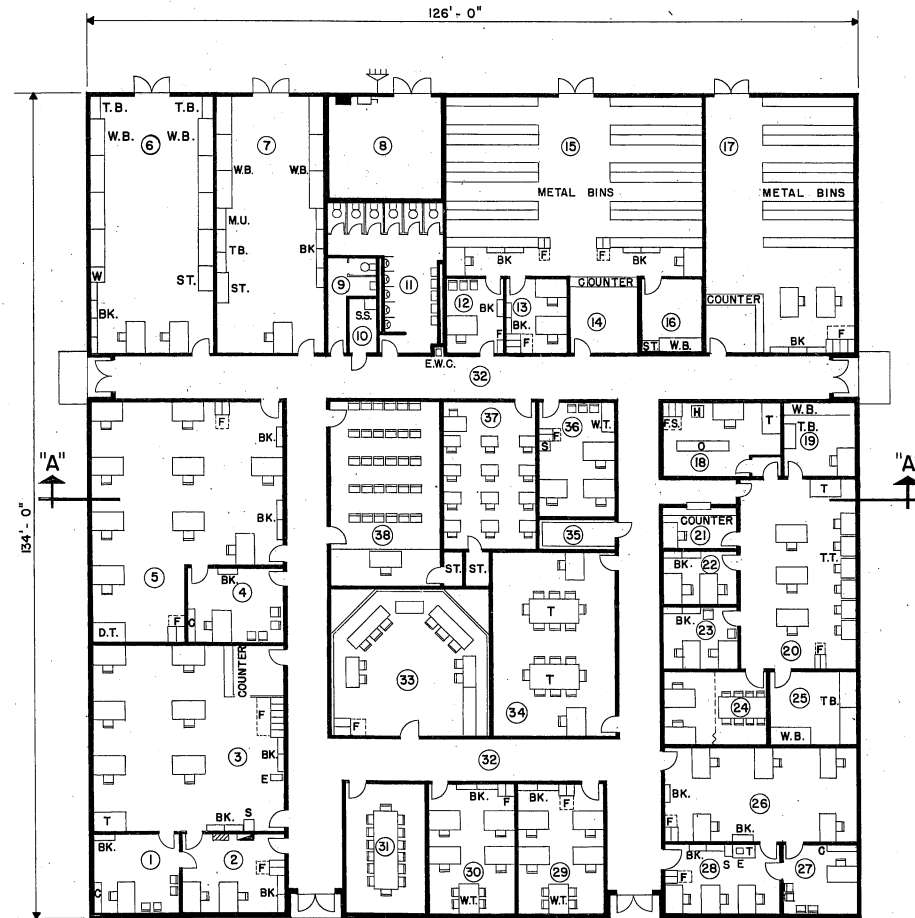 126'- 0"
T.B. T.B.
W.B. W.B.
6 7 8 15 17
W.B. W.B.
METAL BINS METAL BINS
M.U.
T.B. BK F F
BK BK
W ST. ST. 9 11 12 BK 13 COUNTER
S.S. BK. 14 16 COUNTER
BK. 10 F F ST. W.B. BK F
E.W.C.
32
F 37 36 W.T. H T W.B.
BK. F F.S. T.B.
S O 19
18
"A" "A"
134'- 0"
BK. T
COUNTER
38 35 21
T.T.
5 BK. 4 ST. ST. BK. 22
C T BK.
F 23
D.T. F
20
COUNTER 33 T
F 34 24 25 T.B.
3 F W.B.
BK.
E 32
T BK. S BK. F BK. F BK. 26
F BK.
BK. 1 2 F 31 BK. S E T C
C BK. 30 29 28 F 27
W.T. W.T.